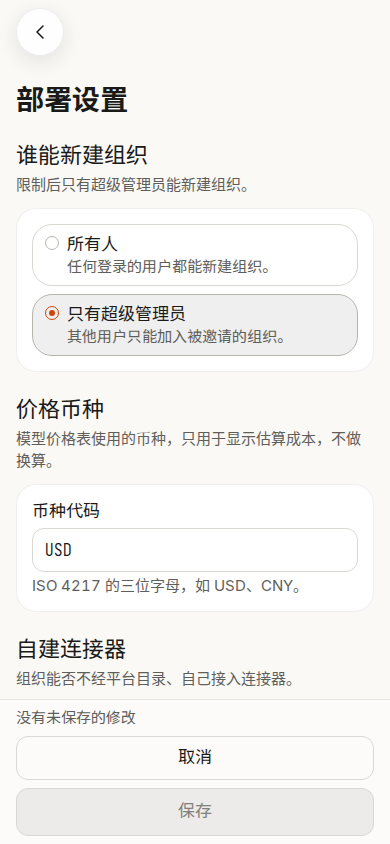 部署设置
谁能新建组织
限制后只有超级管理员能新建组织。
所有人
任何登录的用户都能新建组织。
只有超级管理员
其他用户只能加入被邀请的组织。
价格币种
模型价格表使用的币种，只用于显示估算成本，不做
换算。
币种代码
USD
ISO 4217 的三位字母，如 USD、CNY。
自建连接器
组织能否不经平台目录、自己接入连接器。
没有未保存的修改
取消
保存